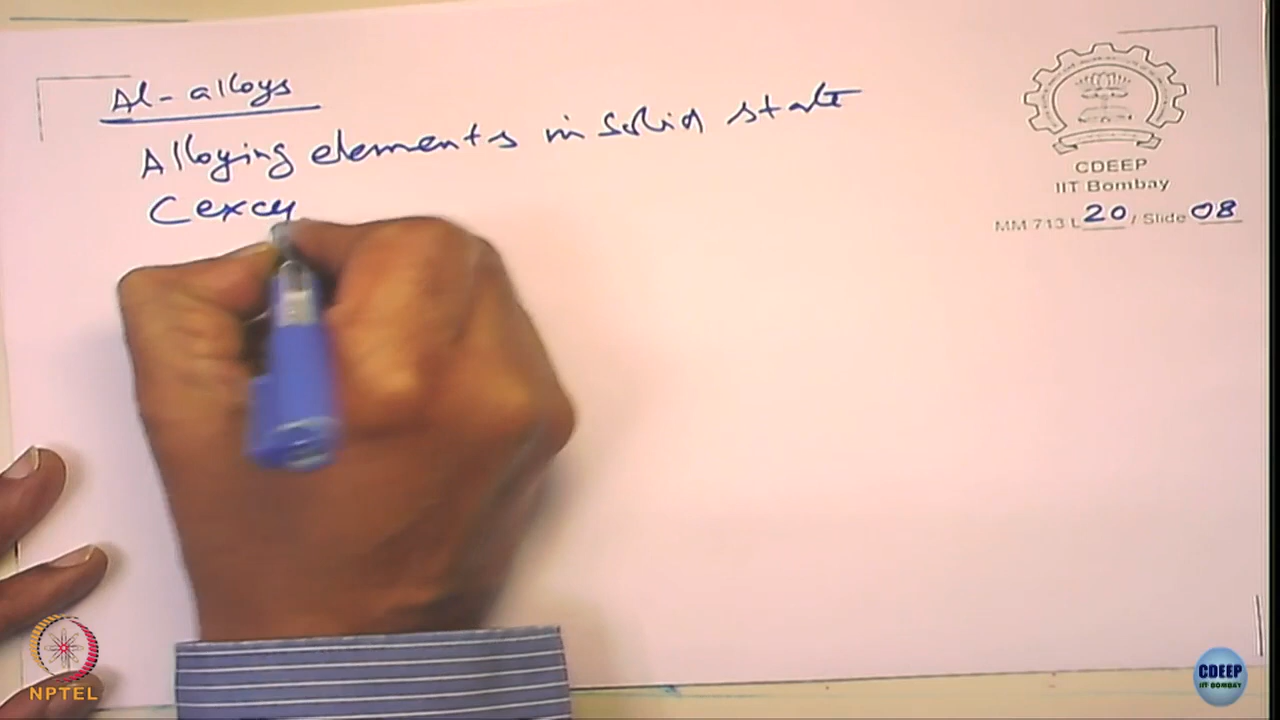 Al-alloys
Alloying elements in solid state
CDEEP
IIT Bombay
MM 713 L 20 / Slide 08
NPTEL
CDEEP
IIT BOMBAY